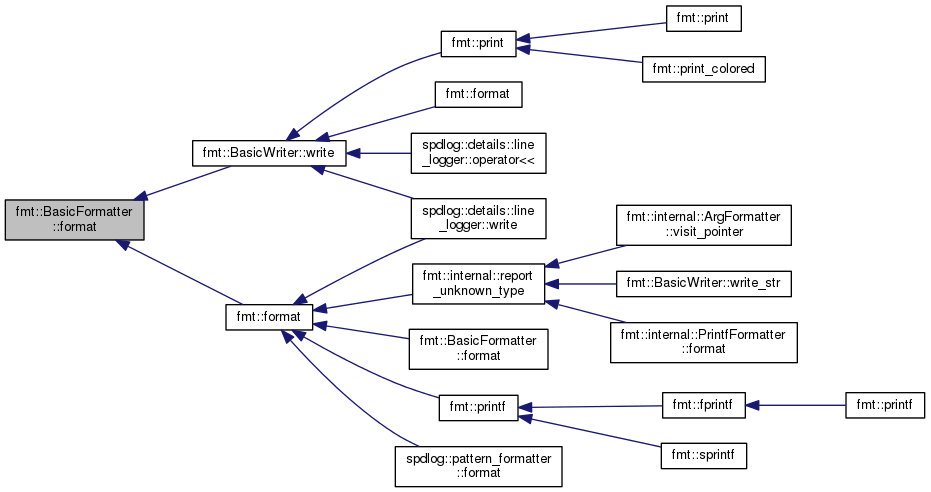 fmt::print
fmt::print
fmt::print_colored
fmt::format
fmt::BasicWriter::write
spdlog::details::line
_logger::operator<<
fmt::BasicFormatter
::format
spdlog::details::line
_logger::write
fmt::internal::ArgFormatter
::visit_pointer
fmt::internal::report
_unknown_type
fmt::BasicWriter::write_str
fmt::format
fmt::internal::PrintfFormatter
::format
fmt::BasicFormatter
::format
fmt::printf
fmt::fprintf
fmt::printf
fmt::sprintf
spdlog::pattern_formatter
::format